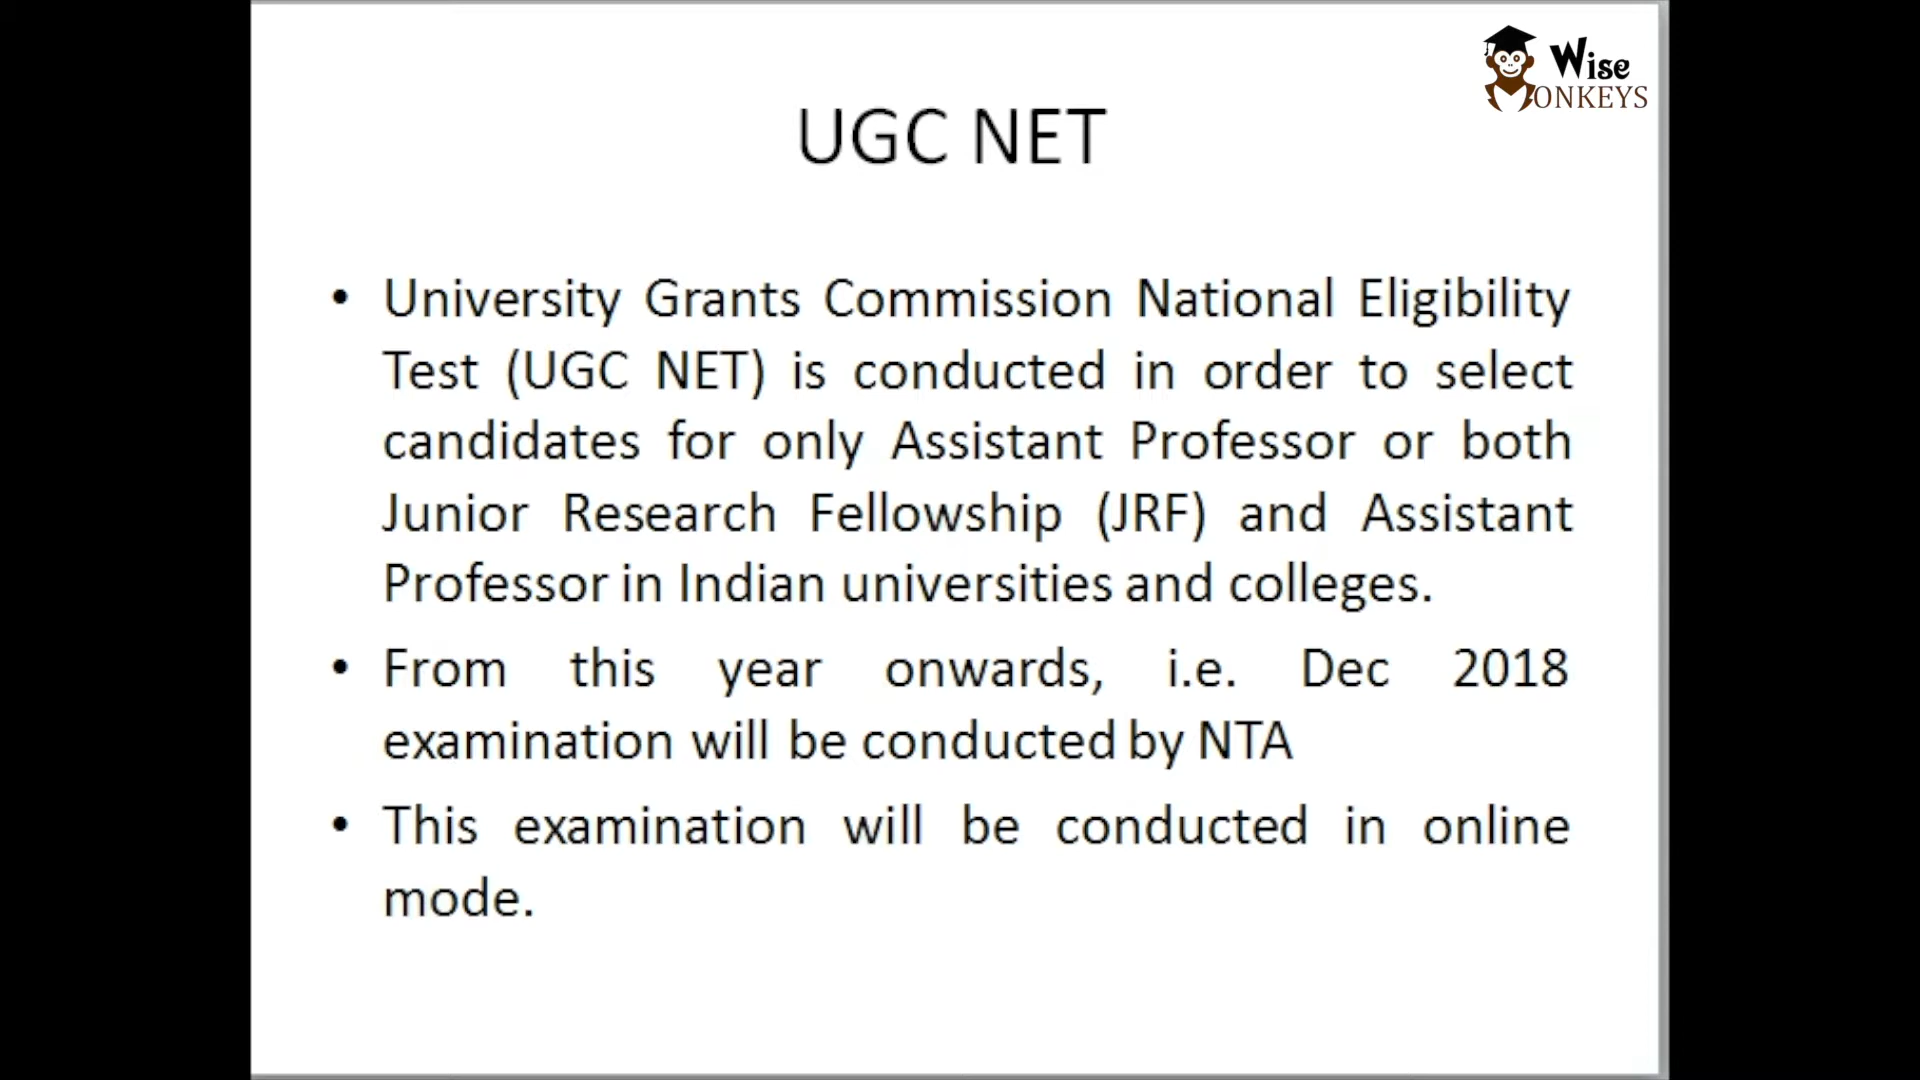 Wise
MONKEYS
UGC NET
• University Grants Commission National Eligibility
Test (UGC NET) is conducted in order to select
candidates for only Assistant Professor or both
Junior Research Fellowship (JRF) and Assistant
Professor in Indian universities and colleges.
• From this year onwards, i.e. Dec 2018
examination will be conducted by NTA
• This examination will be conducted in online
mode.